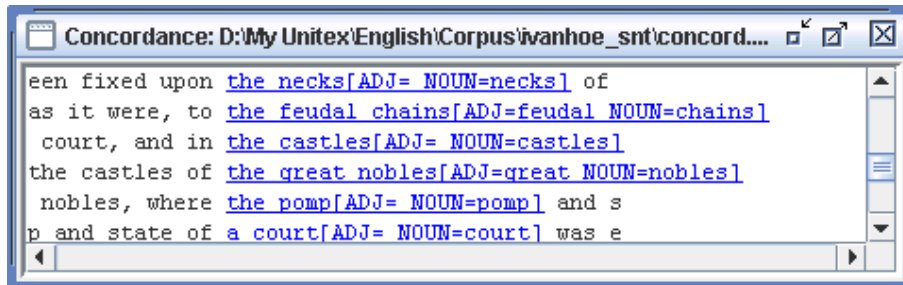 Concordance: D:\My Unitex\English\Corpus\ivanhoe_snt\concord....
een fixed upon the necks[ADJ= NOUN=necks] of
as it were, to the feudal chains[ADJ=feudal NOUN=chains]
court, and in the castles[ADJ= NOUN=castles]
the castles of the great nobles[ADJ=great NOUN=nobles]
nobles, where the pomp[ADJ= NOUN=pomp] and s
p and state of a court[ADJ= NOUN=court] was e